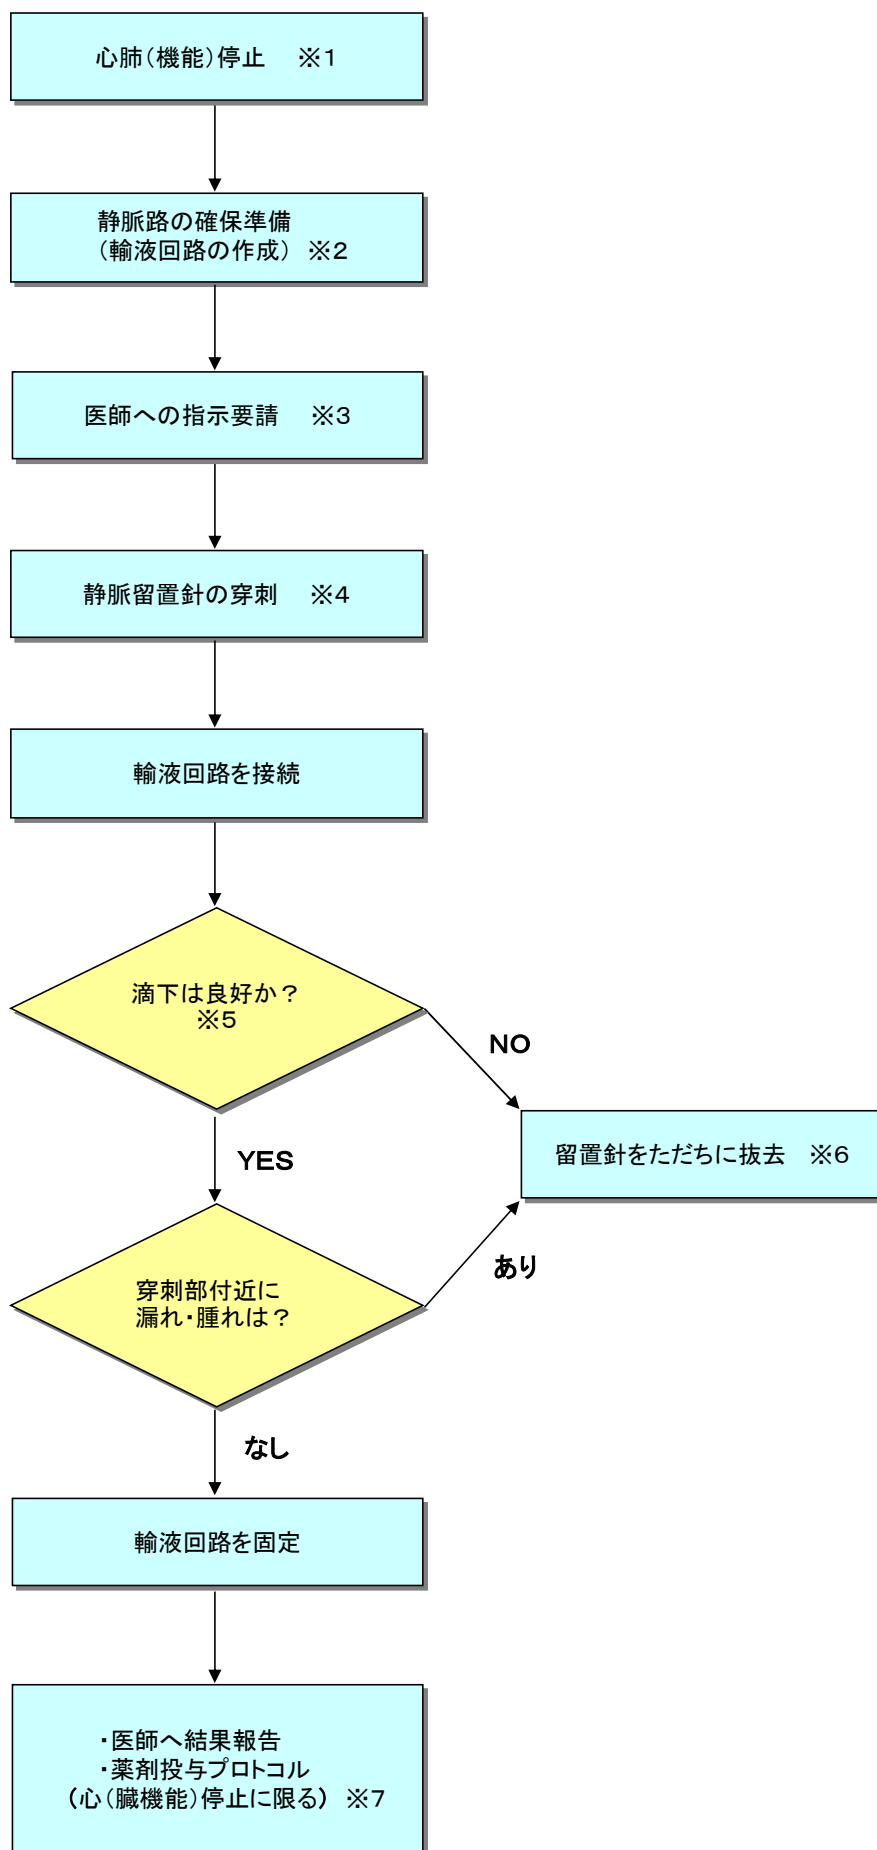 心肺(機能)停止　※1
静脈路の確保準備
(輸液回路の作成)　※2
医師への指示要請　※3
静脈留置針の穿刺　※4
輸液回路を接続
滴下は良好か？
※5
NO
留置針をただちに抜去　※6
YES
穿刺部付近に
漏れ・腫れは？
あり
なし
輸液回路を固定
・医師へ結果報告
・薬剤投与プロトコル
(心(臓機能)停止に限る)　※7